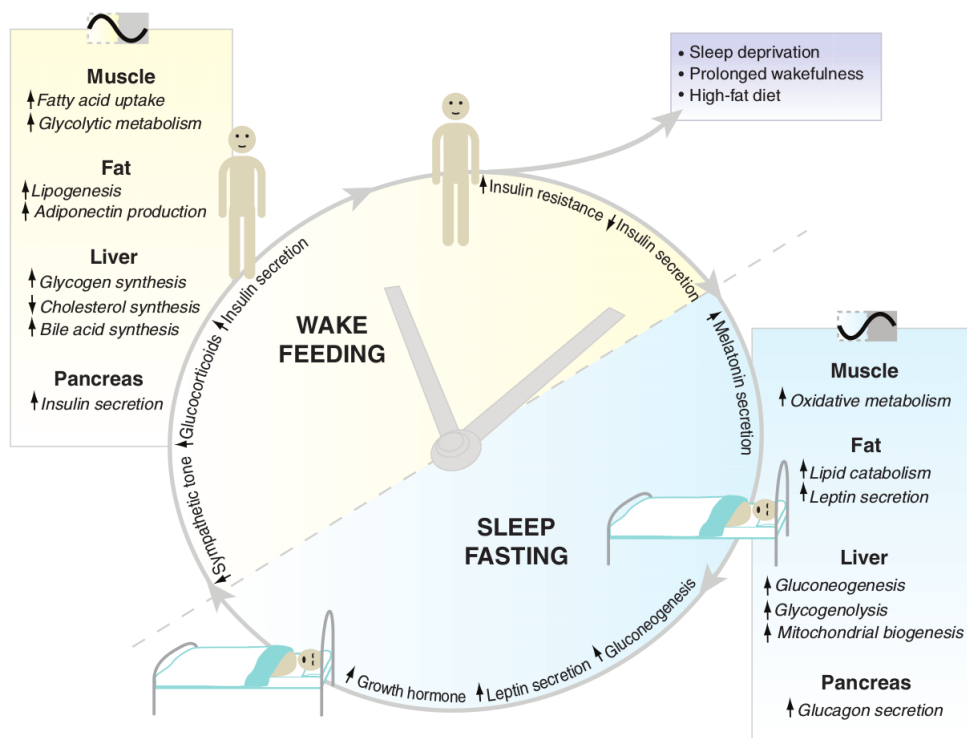 Muscle
Fatty acid uptake
Glycolytic metabolism
Fat
Lipogenesis
Adiponectin production
Liver
Glycogen synthesis
Cholesterol synthesis
Bile acid synthesis
Pancreas
Insulin secretion
• Sleep deprivation
• Prolonged wakefulness
• High-fat diet
Sympathetic tone
Glucocorticoids
Insulin secretion
Insulin resistance
Insulin secretion
Melatonin secretion
Gluconeogenesis
Leptin secretion
Growth hormone
WAKE
FEEDING
SLEEP
FASTING
Muscle
Oxidative metabolism
Fat
Lipid catabolism
Leptin secretion
Liver
Gluconeogenesis
Glycogenolysis
Mitochondrial biogenesis
Pancreas
Glucagon secretion